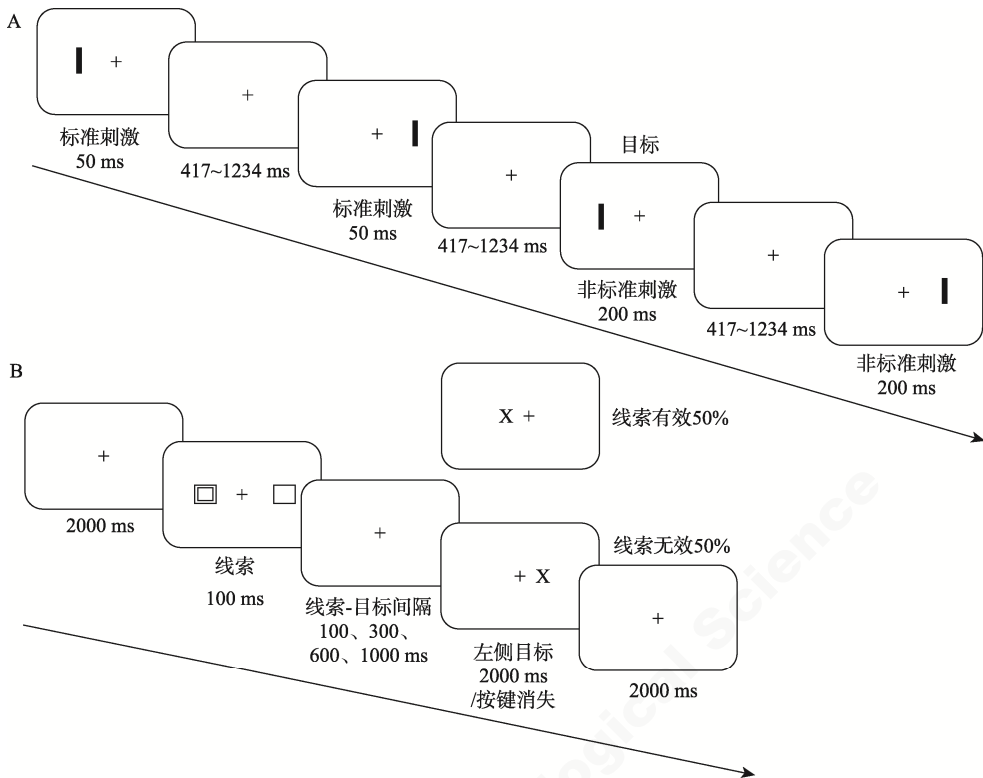 A
标准刺激
50 ms
417~1234 ms
标准刺激
50 ms
417~1234 ms
目标
非标准刺激
200 ms
417~1234 ms
非标准刺激
200 ms
B
2000 ms
线索
100 ms
线索-目标间隔
100、300、
600、1000 ms
X
线索有效50%
X
线索无效50%
左侧目标
2000 ms
/按键消失
2000 ms
ogical Science